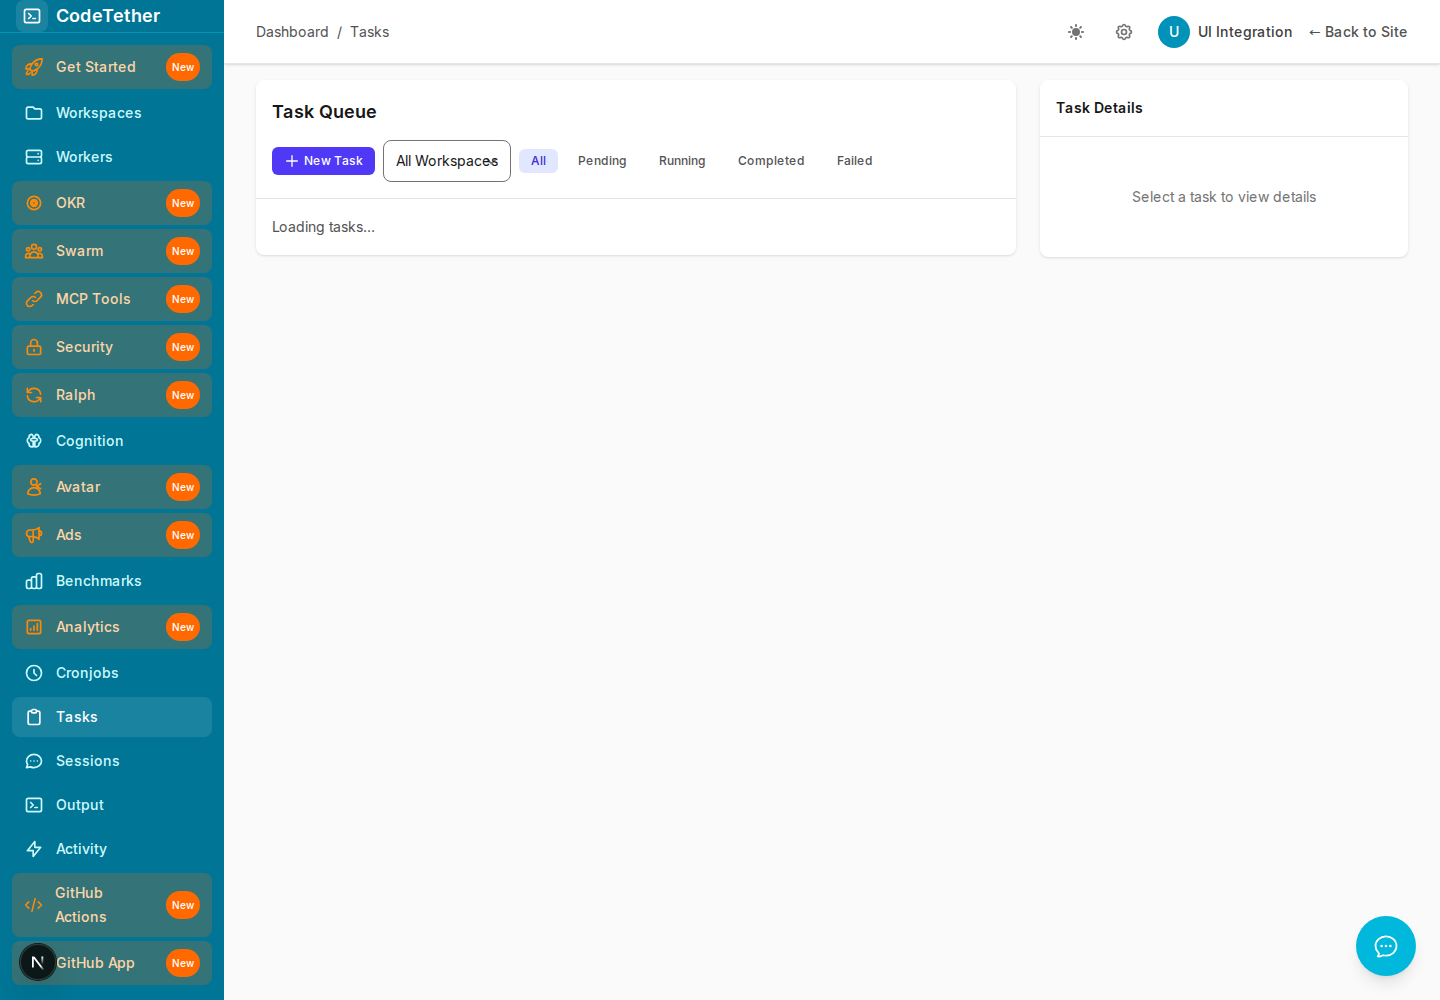 CodeTether
Get Started New
Workspaces
Workers
OKR New
Swarm New
MCP Tools New
Security New
Ralph New
Cognition
Avatar New
Ads New
Benchmarks
Analytics New
Cronjobs
Tasks
Sessions
Output
Activity
GitHub
Actions New
GitHub App New
N
Dashboard / Tasks
U UI Integration ← Back to Site
Task Queue
New Task All Workspaces All Pending Running Completed Failed
Loading tasks...
Task Details
Select a task to view details